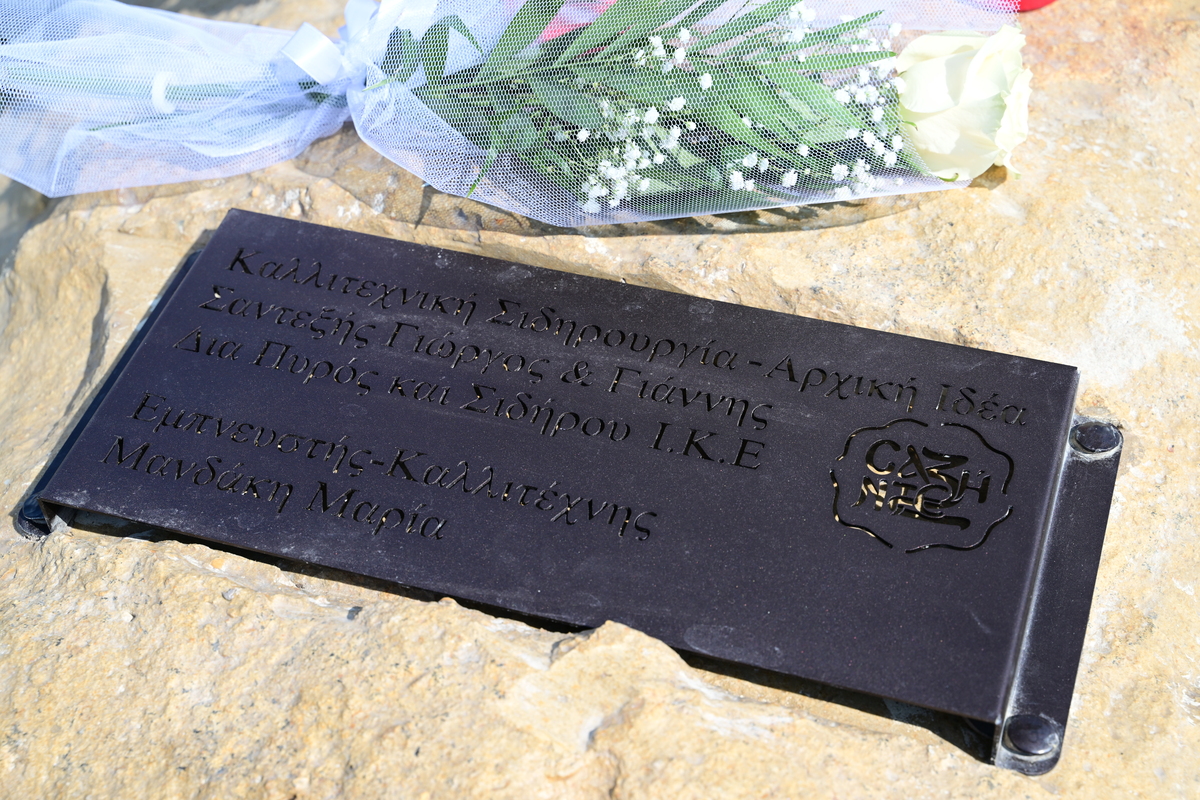 Καλλιτεχνική Σιδηρουργία - Αρχική Ιδέα
Σαντεξής Γιώργος & Γιάννης
Δια Πυρός και Σιδήρου Ι.Κ.Ε
Εμπνευστής-Καλλιτέχνης
Μανδάκη Μαρία